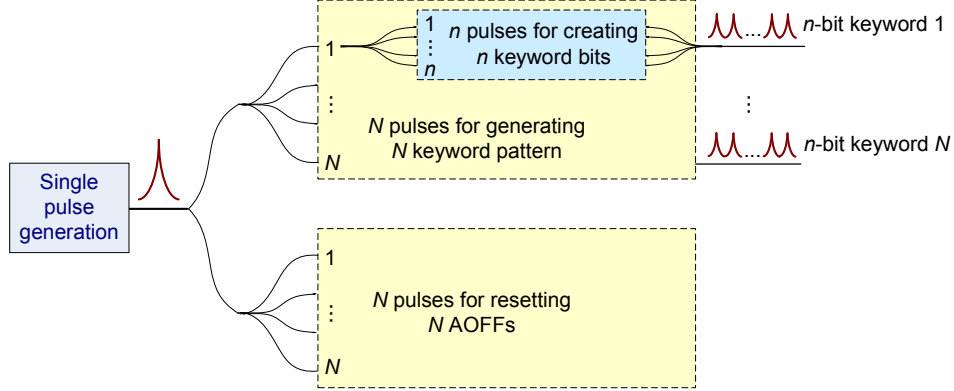 Single
pulse
generation
1
⋮
N
1
⋮
n
n pulses for creating
n keyword bits
N pulses for generating
N keyword pattern
...
n-bit keyword 1
⋮
...
n-bit keyword N
1
⋮
N
N pulses for resetting
N AOFFs